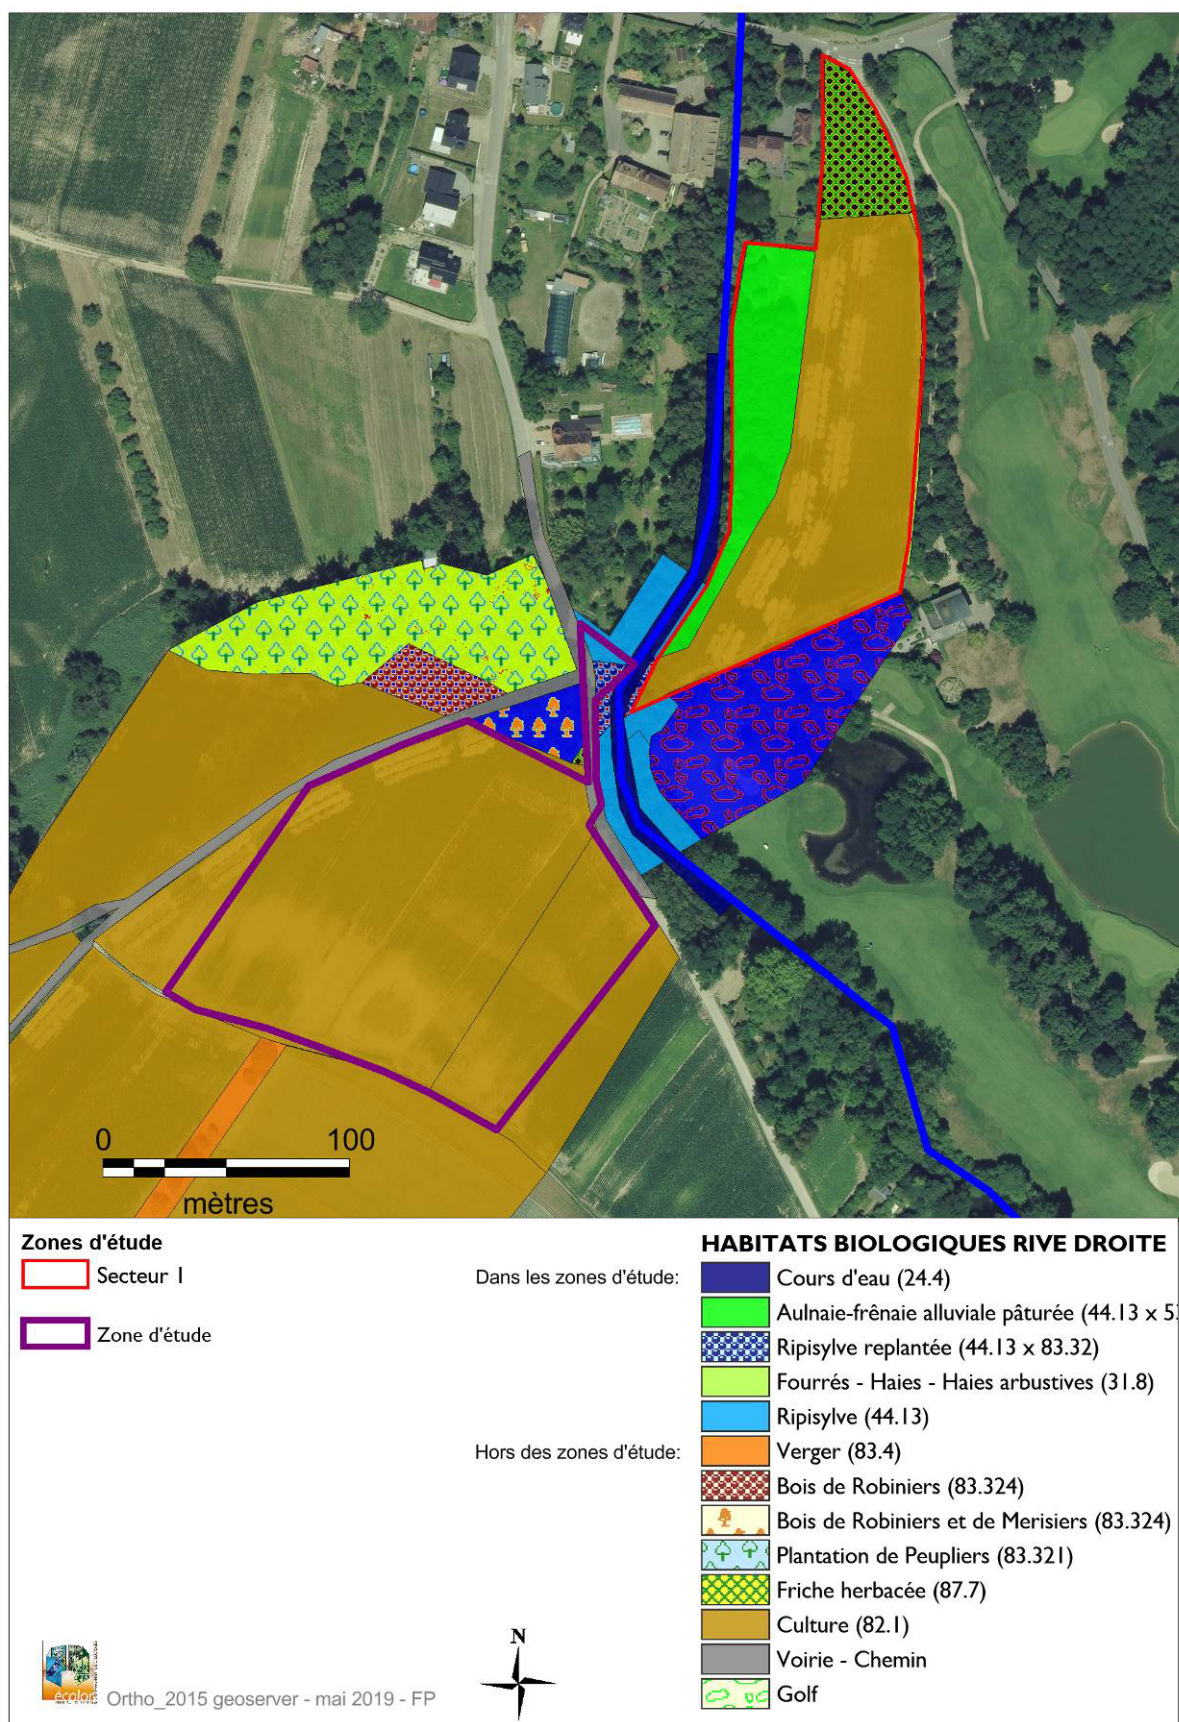 0 100
mètres
Zones d'étude
Secteur 1
Zone d'étude
HABITATS BIOLOGIQUES RIVE DROITE
Dans les zones d'étude:
Cours d'eau (24.4)
Aulnaie-frênaie alluviale pâturée (44.13 x 53
Ripisylve replantée (44.13 x 83.32)
Fourrés - Haies - Haies arbustives (31.8)
Ripisylve (44.13)
Hors des zones d'étude:
Verger (83.4)
Bois de Robiniers (83.324)
Bois de Robiniers et de Merisiers (83.324)
Plantation de Peupliers (83.321)
Friche herbacée (87.7)
Culture (82.1)
Voirie - Chemin
Golf
N
écolor
Ortho_2015 geoserver - mai 2019 - FP